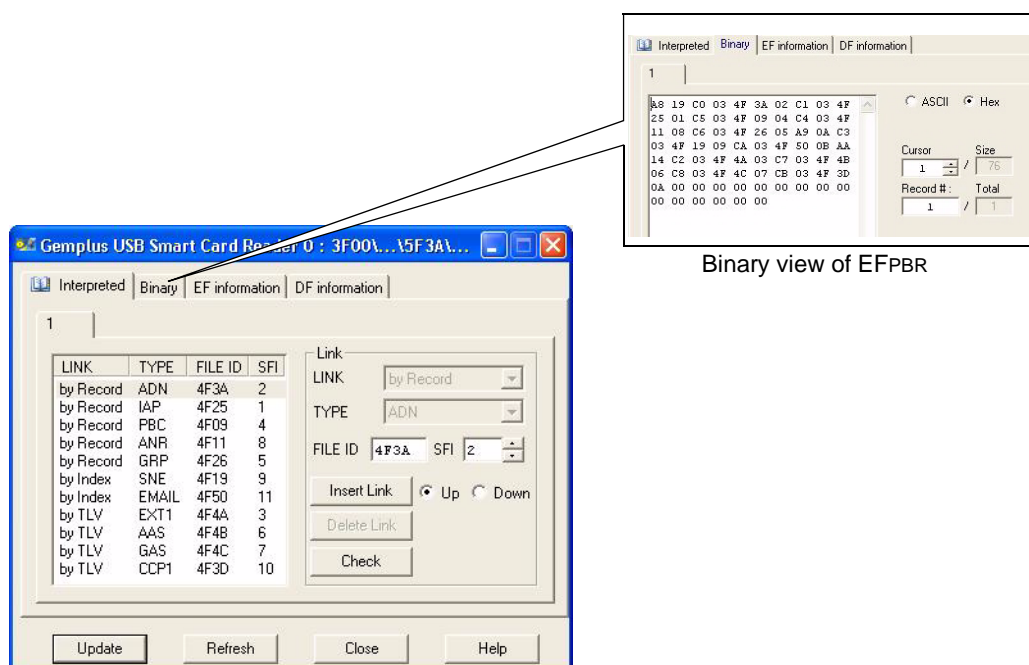 Interpreted Binary EF information DF information
1
A8 19 C0 03 4F 3A 02 C1 03 4F
25 01 C5 03 4F 09 04 C4 03 4F
11 08 C6 03 4F 26 05 A9 0A C3
03 4F 19 09 CA 03 4F 50 0B AA
14 C2 03 4F 4A 03 C7 03 4F 4B
06 C8 03 4F 4C 07 CB 03 4F 3D
0A 00 00 00 00 00 00 00 00 00
00 00 00 00 00 00
ASCII Hex
Cursor Size
1 / 76
Record # : Total
1 / 1
Binary view of EFPBR
Gemplus USB Smart Card Reader 0 : 3F00\...\5F3A\...
Interpreted Binary EF information DF information
1
LINK TYPE FILE ID SFI
by Record ADN 4F3A 2
by Record IAP 4F25 1
by Record PBC 4F09 4
by Record ANR 4F11 8
by Record GRP 4F26 5
by Index SNE 4F19 9
by Index EMAIL 4F50 11
by TLV EXT1 4F4A 3
by TLV AAS 4F4B 6
by TLV GAS 4F4C 7
by TLV CCP1 4F3D 10
Link
LINK by Record
TYPE ADN
FILE ID 4F3A SFI 2
Insert Link Up Down
Delete Link
Check
Update Refresh Close Help